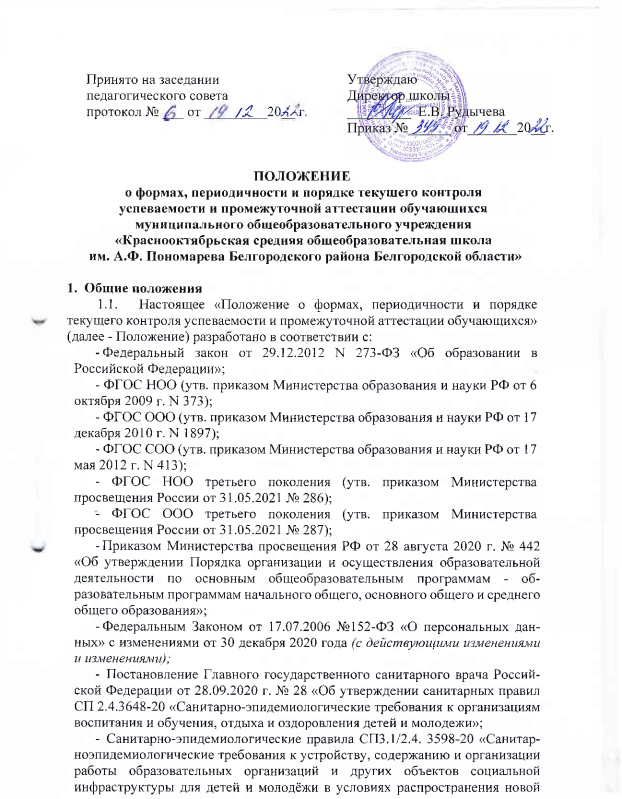 Принято на заседании
педагогического совета
протокол № 6 от 19 12 2022г.
Утверждаю
Директор школы
Е.В. Рудычева
Приказ № 345 от 19 12 2022г.
ПОЛОЖЕНИЕ
о формах, периодичности и порядке текущего контроля
успеваемости и промежуточной аттестации обучающихся
муниципального общеобразовательного учреждения
«Краснооктябрьская средняя общеобразовательная школа
им. А.Ф. Пономарева Белгородского района Белгородской области»
1. Общие положения
1.1. Настоящее «Положение о формах, периодичности и порядке
текущего контроля успеваемости и промежуточной аттестации обучающихся»
(далее - Положение) разработано в соответствии с:
- Федеральный закон от 29.12.2012 N 273-ФЗ «Об образовании в
Российской Федерации»;
- ФГОС НОО (утв. приказом Министерства образования и науки РФ от 6
октября 2009 г. N 373);
- ФГОС ООО (утв. приказом Министерства образования и науки РФ от 17
декабря 2010 г. N 1897);
- ФГОС СОО (утв. приказом Министерства образования и науки РФ от 17
мая 2012 г. N 413);
- ФГОС НОО третьего поколения (утв. приказом Министерства
просвещения России от 31.05.2021 № 286);
- ФГОС ООО третьего поколения (утв. приказом Министерства
просвещения России от 31.05.2021 № 287);
- Приказом Министерства просвещения РФ от 28 августа 2020 г. № 442
«Об утверждении Порядка организации и осуществления образовательной
деятельности по основным общеобразовательным программам - об-
разовательным программам начального общего, основного общего и среднего
общего образования»;
- Федеральным Законом от 17.07.2006 №152-ФЗ «О персональных дан-
ных» с изменениями от 30 декабря 2020 года (с действующими изменениями
и изменениями);
- Постановление Главного государственного санитарного врача Россий-
ской Федерации от 28.09.2020 г. № 28 «Об утверждении санитарных правил
СП 2.4.3648-20 «Санитарно-эпидемиологические требования к организациям
воспитания и обучения, отдыха и оздоровления детей и молодежи»;
- Санитарно-эпидемиологические правила СП3.1/2.4. 3598-20 «Санитар-
ноэпидемиологические требования к устройству, содержанию и организации
работы образовательных организаций и других объектов социальной
инфраструктуры для детей и молодёжи в условиях распространения новой